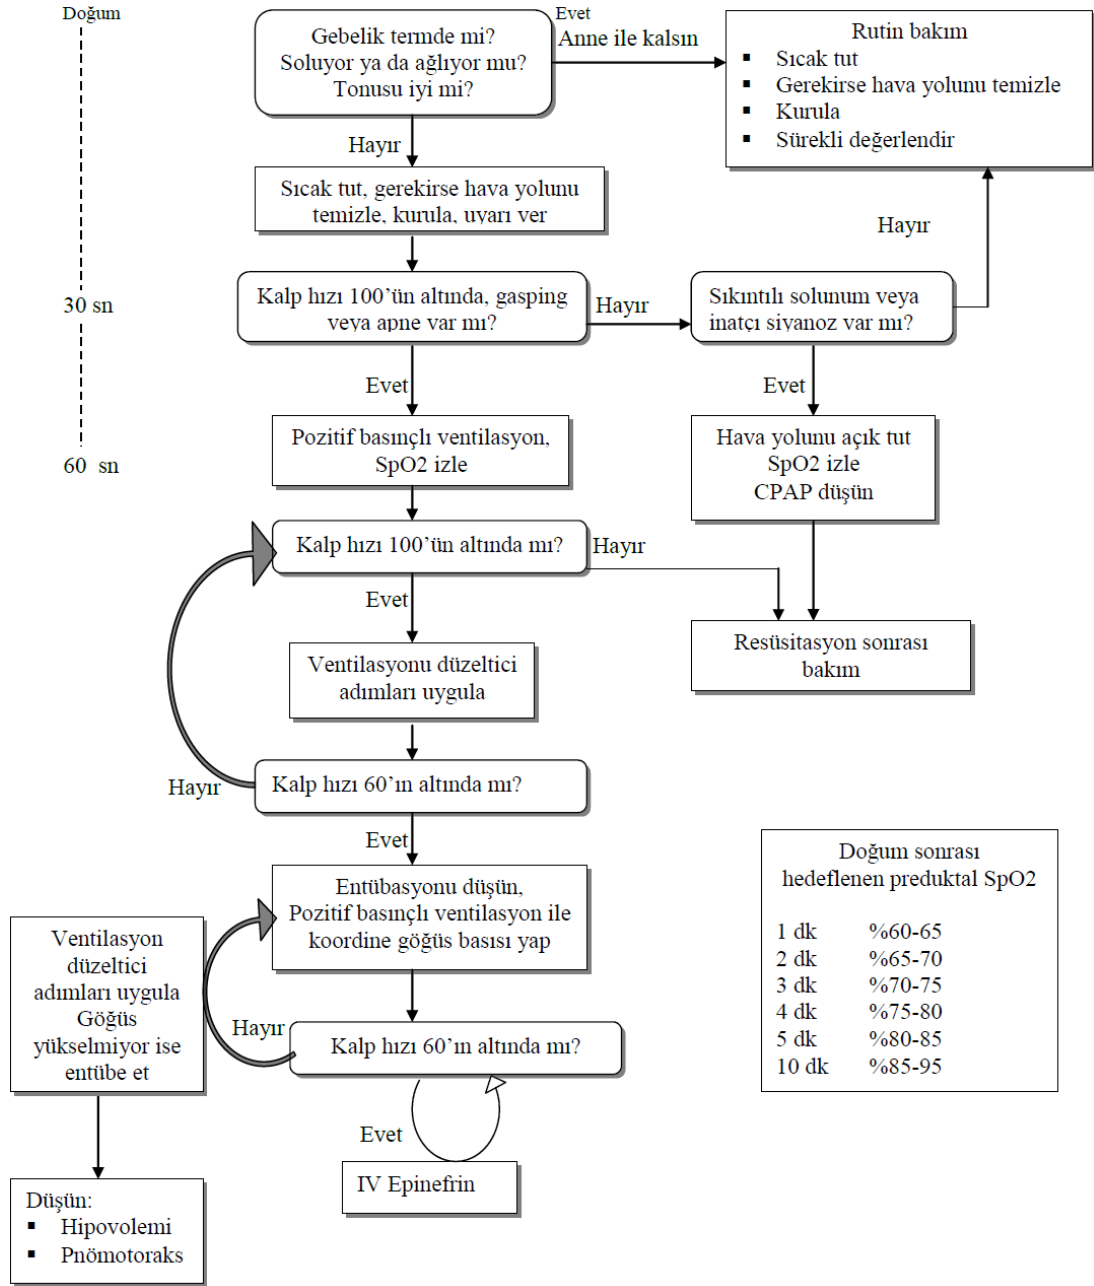 Doğum
Gebelik termde mi?
Soluyor ya da ağlıyor mu?
Tonusu iyi mi?
Evet
Anne ile kalsın
Rutin bakım
▪ Sıcak tut
▪ Gerekirse hava yolunu temizle
▪ Kurula
▪ Sürekli değerlendir
Hayır
Sıcak tut, gerekirse hava yolunu
temizle, kurula, uyarı ver
Hayır
30 sn
Kalp hızı 100’ün altında, gasping
veya apne var mı?
Hayır
Sıkıntılı solunum veya
inatçı siyanoz var mı?
Evet
Evet
60 sn
Pozitif basınçlı ventilasyon,
SpO2 izle
Hava yolunu açık tut
SpO2 izle
CPAP düşün
Kalp hızı 100’ün altında mı?
Hayır
Evet
Ventilasyonu düzeltici
adımları uygula
Resüsitasyon sonrası
bakım
Kalp hızı 60’ın altında mı?
Hayır
Evet
Entübasyonu düşün,
Pozitif basınçlı ventilasyon ile
koordine göğüs basısı yap
Doğum sonrası
hedeflenen preduktal SpO2
1 dk %60-65
2 dk %65-70
3 dk %70-75
4 dk %75-80
5 dk %80-85
10 dk %85-95
Ventilasyon
düzeltici
adımları uygula
Göğüs
yükselmiyor ise
entübe et
Hayır
Kalp hızı 60’ın altında mı?
Evet
IV Epinefrin
Düşün:
▪ Hipovolemi
▪ Pnömotoraks